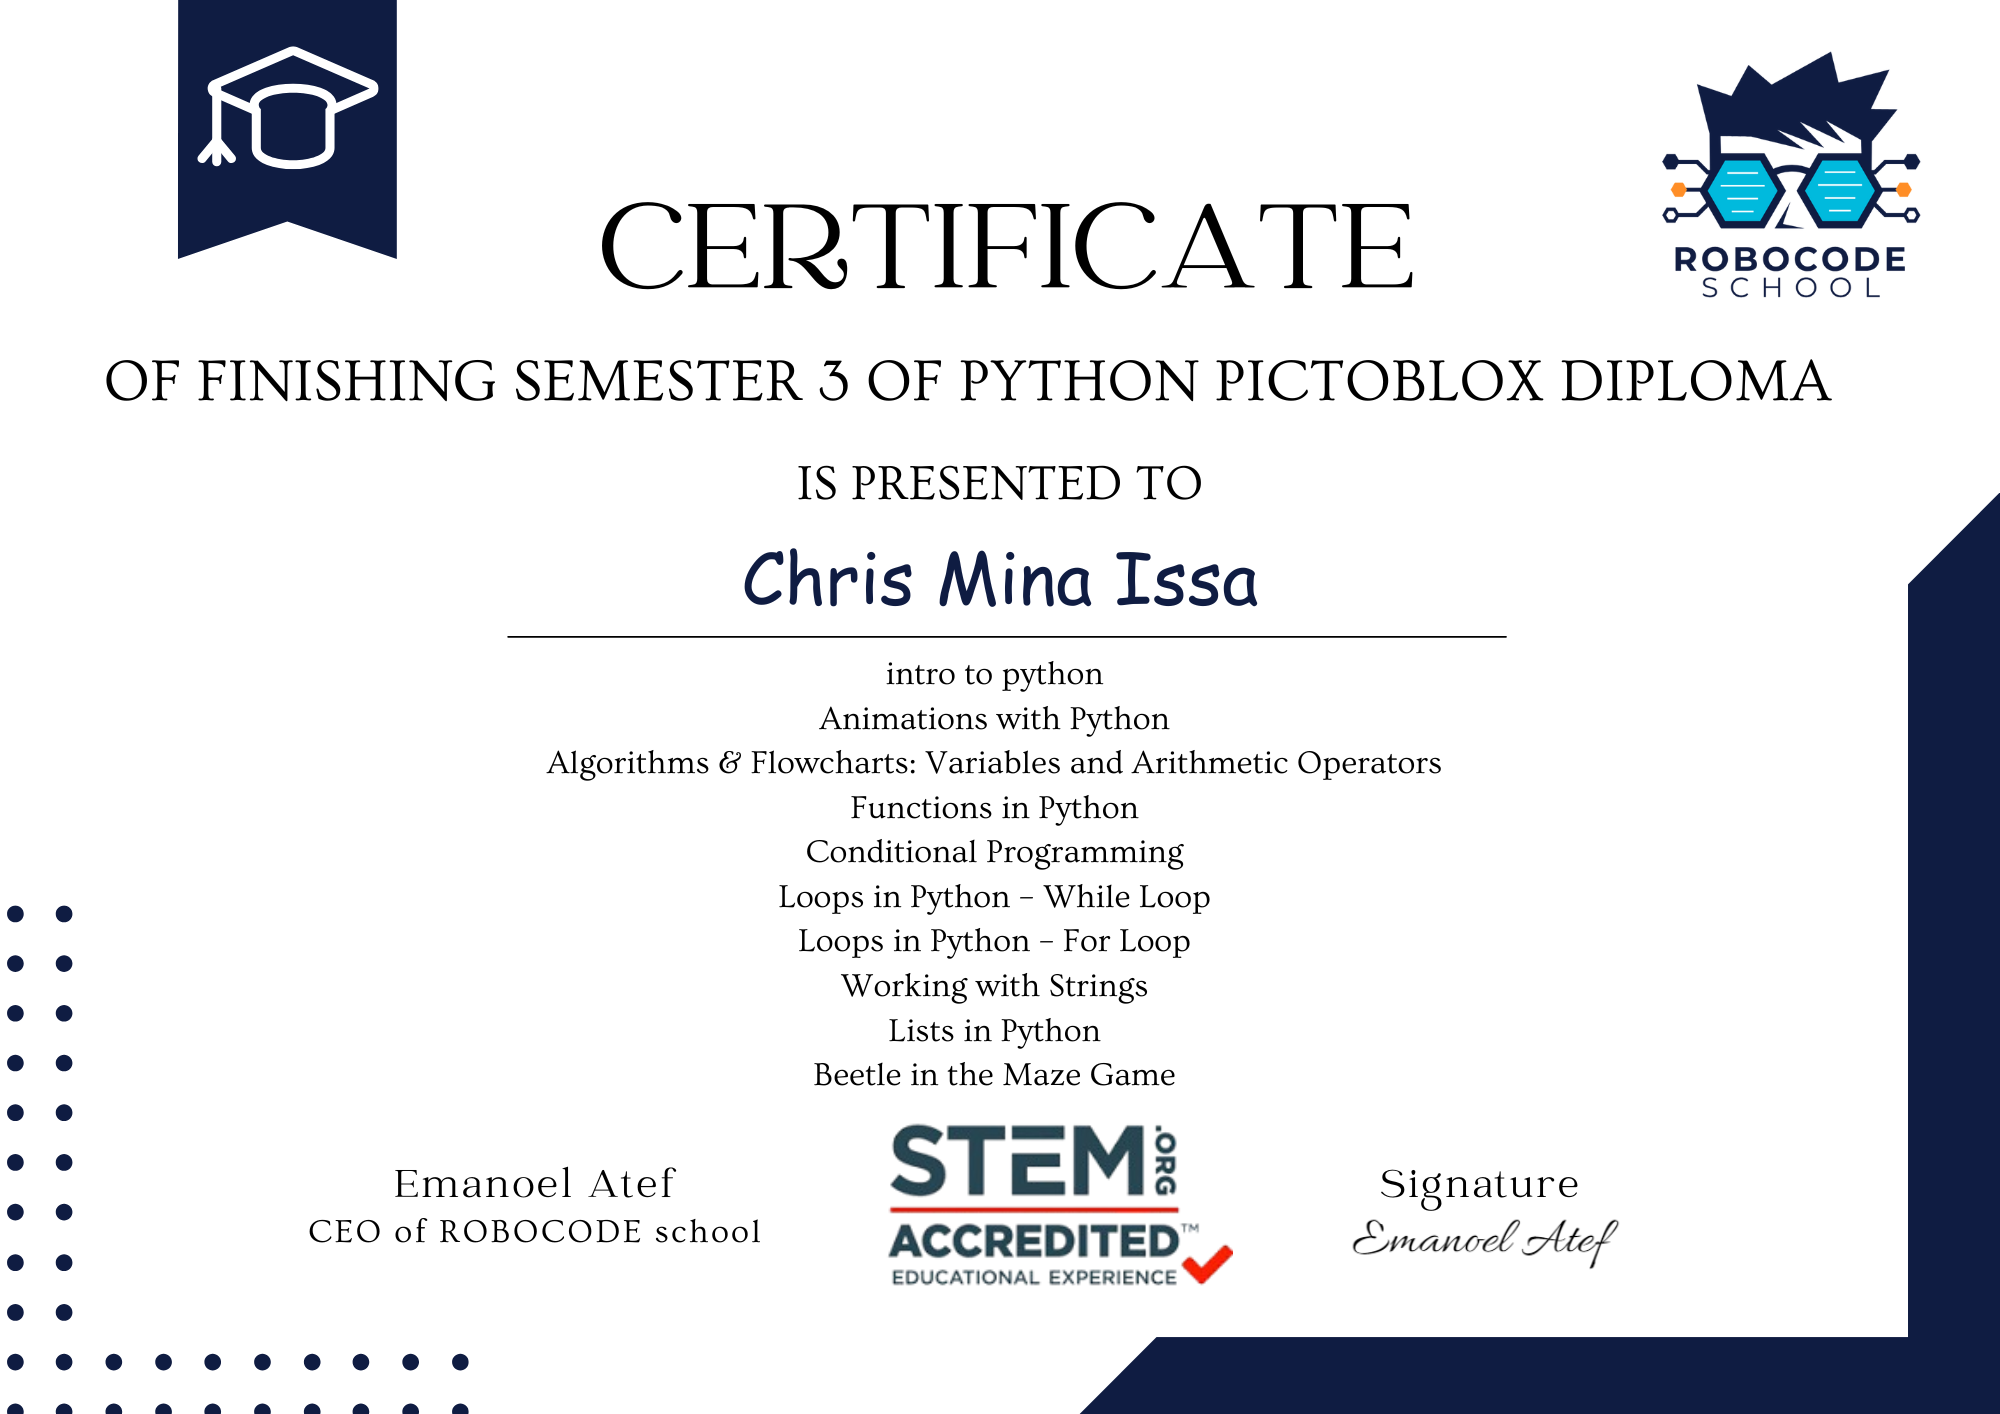 CERTIFICATE
ROBOCODE
SCHOOL
OF FINISHING SEMESTER 3 OF PYTHON PICTOBLOX DIPLOMA
IS PRESENTED TO
Chris Mina Issa
intro to python
Animations with Python
Algorithms & Flowcharts: Variables and Arithmetic Operators
Functions in Python
Conditional Programming
Loops in Python – While Loop
Loops in Python – For Loop
Working with Strings
Lists in Python
Beetle in the Maze Game
Emanoel Atef
CEO of ROBOCODE school
STEM.ORG
ACCREDITED™
EDUCATIONAL EXPERIENCE
Signature
Emanoel Atef